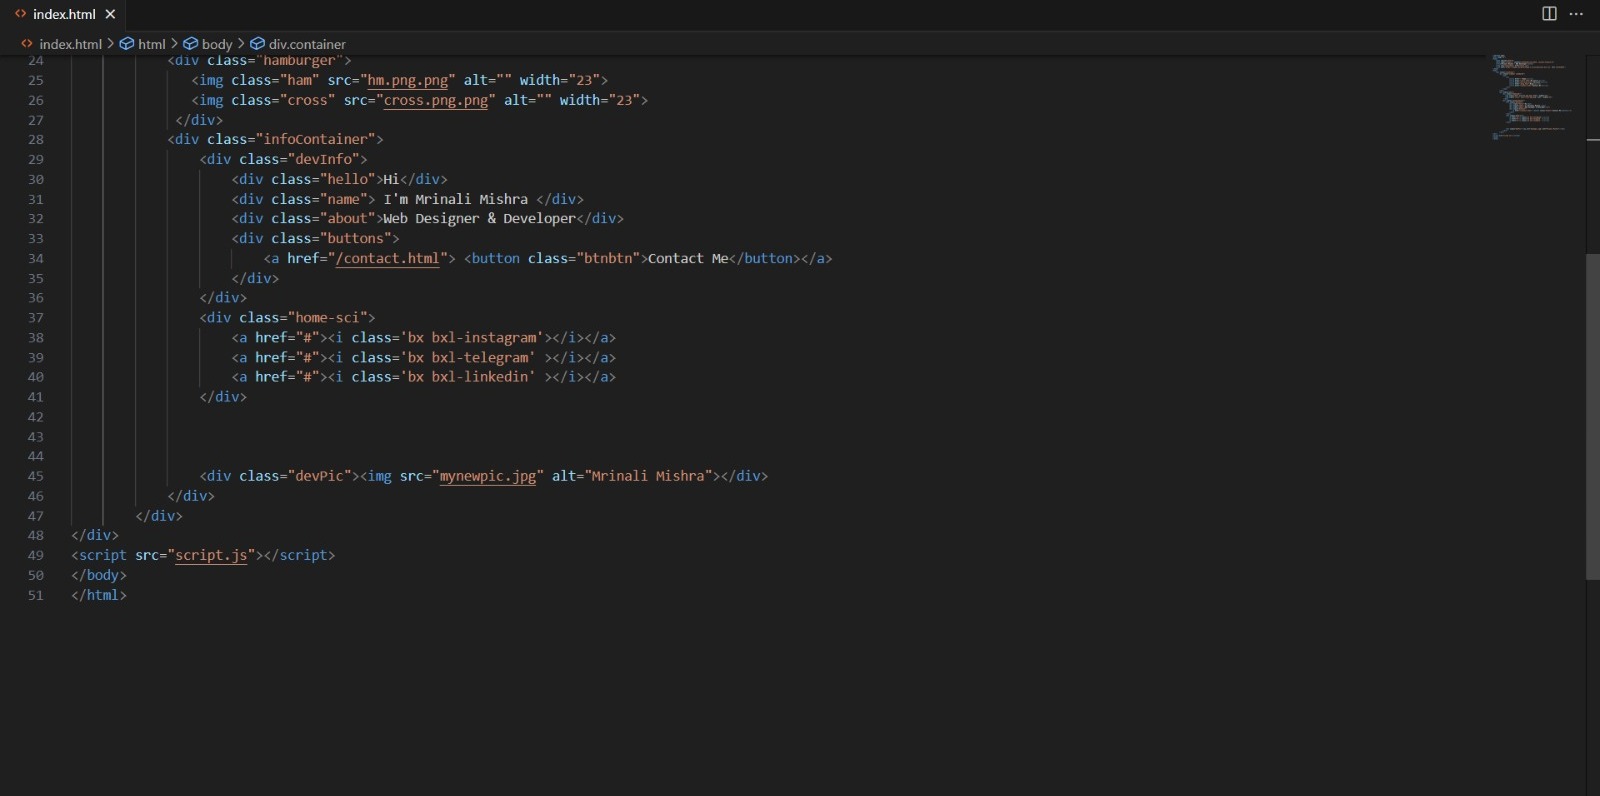 index.html
index.html > html > body > div.container
24 <div class="hamburger">
25 <img class="ham" src="hm.png.png" alt="" width="23">
26 <img class="cross" src="cross.png.png" alt="" width="23">
27 </div>
28 <div class="infoContainer">
29 <div class="devInfo">
30 <div class="hello">Hi</div>
31 <div class="name"> I'm Mrinali Mishra </div>
32 <div class="about">Web Designer & Developer</div>
33 <div class="buttons">
34 <a href="/contact.html"> <button class="btnbtn">Contact Me</button></a>
35 </div>
36 </div>
37 <div class="home-sci">
38 <a href="#"><i class='bx bxl-instagram'></i></a>
39 <a href="#"><i class='bx bxl-telegram' ></i></a>
40 <a href="#"><i class='bx bxl-linkedin' ></i></a>
41 </div>
42
43
44
45 <div class="devPic"><img src="mynewpic.jpg" alt="Mrinali Mishra"></div>
46 </div>
47 </div>
48 </div>
49 <script src="script.js"></script>
50 </body>
51 </html>